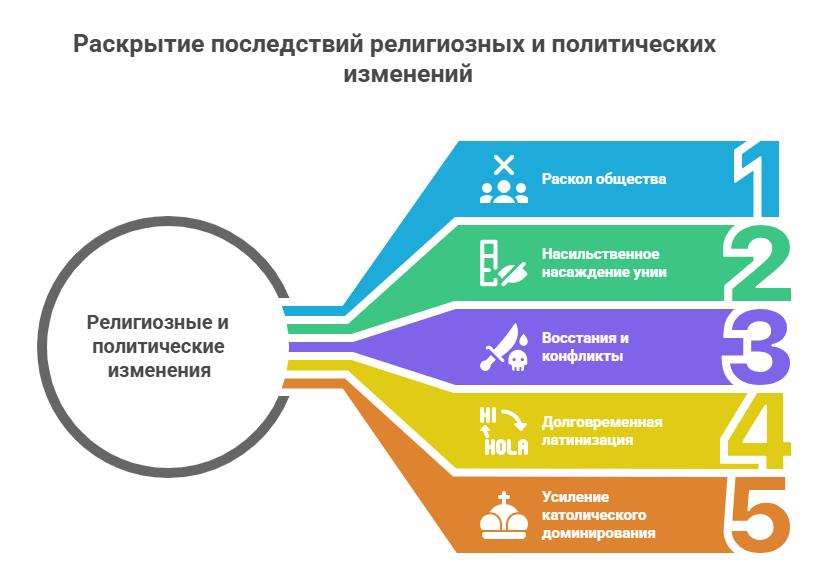 Раскрытие последствий религиозных и политических
изменений
Религиозные и
политические
изменения
Раскол общества
1
Насильственное
насаждение унии
2
Восстания и
конфликты
3
HI
HOLA
Долговременная
латинизация
4
Усиление
католического
доминирования
5